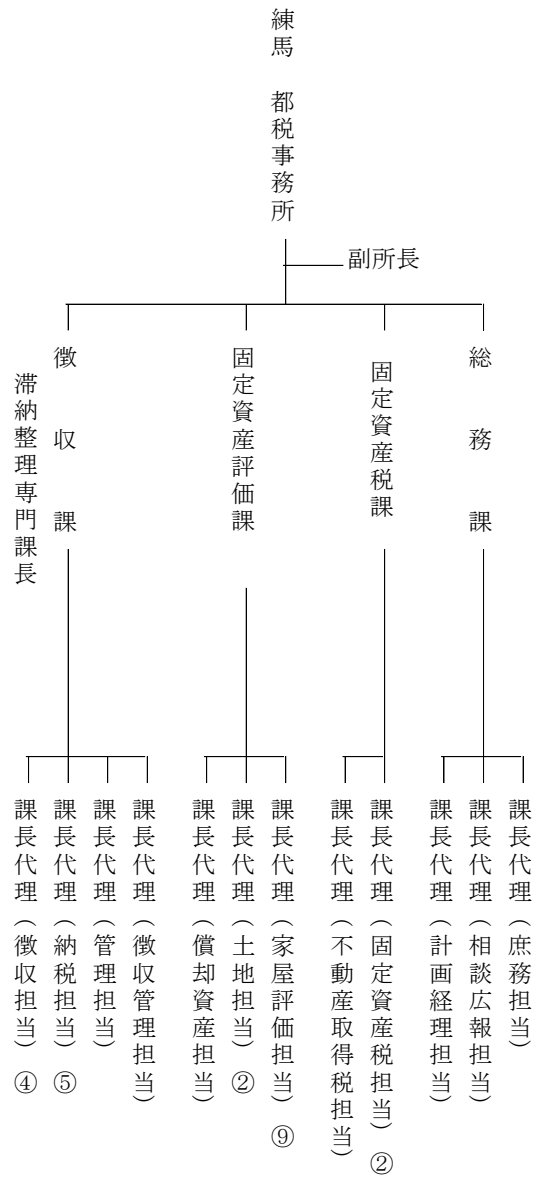 練馬 都税事務所
副所長
総務課
固定資産税課
固定資産評価課
徴収課
滞納整理専門課長
課長代理（庶務担当）
課長代理（相談広報担当）
課長代理（計画経理担当）
課長代理（固定資産税担当）②
課長代理（不動産取得税担当）
課長代理（家屋評価担当）⑨
課長代理（土地担当）②
課長代理（償却資産担当）
課長代理（徴収管理担当）
課長代理（管理担当）
課長代理（納税担当）⑤
課長代理（徴収担当）④